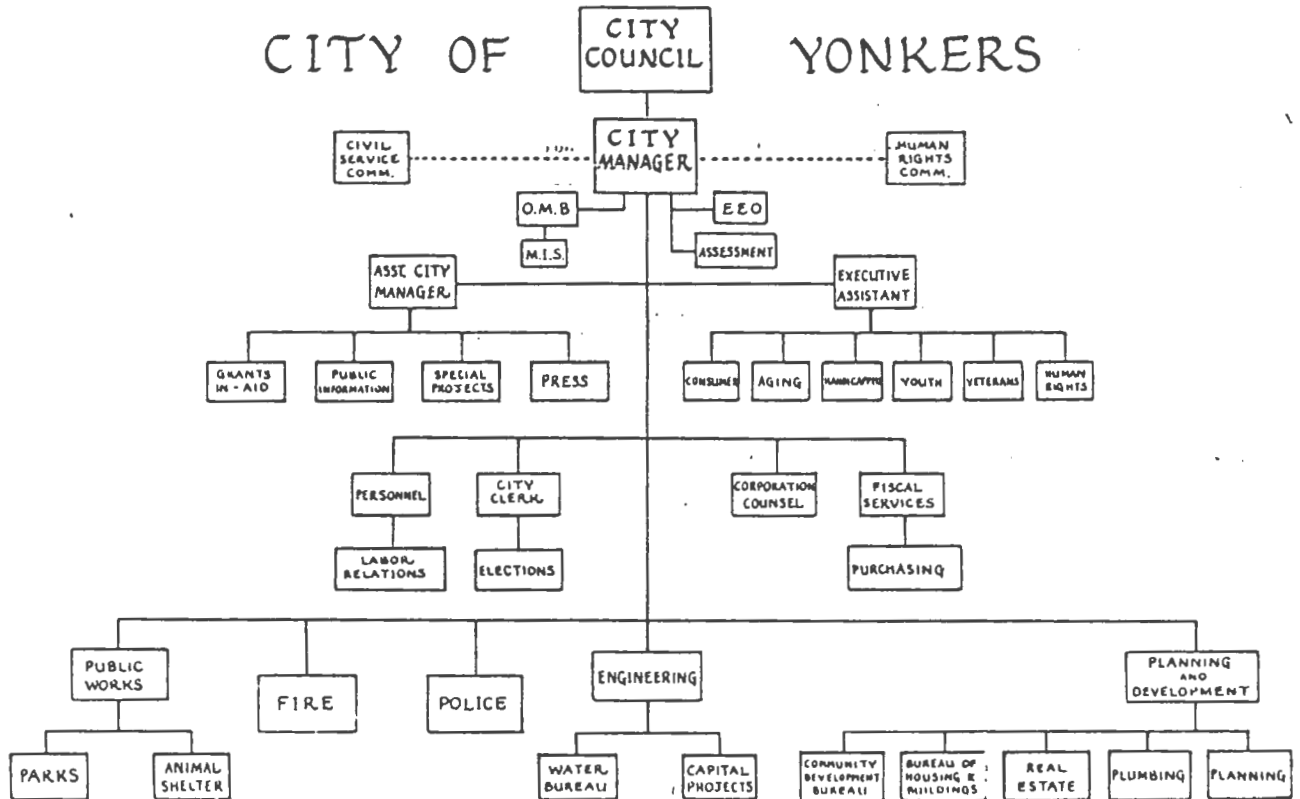 CITY OF
CITY
COUNCIL
YONKERS
CIVIL
SERVICE
COMM.
CITY
MANAGER
HUMAN
RIGHTS
COMM.
O.M.B
EEO
M.I.S.
ASSESSMENT
ASST. CITY
MANAGER
EXECUTIVE
ASSISTANT
GRANTS
IN-AID
PUBLIC
INFORMATION
SPECIAL
PROJECTS
PRESS
CONSUMER
AGING
HANDICAPPED
YOUTH
VETERANS
HUMAN
RIGHTS
PERSONNEL
CITY
CLERK
CORPORATION
COUNSEL
FISCAL
SERVICES
LABOR
RELATIONS
ELECTIONS
PURCHASING
PUBLIC
WORKS
FIRE
POLICE
ENGINEERING
PLANNING
AND
DEVELOPMENT
PARKS
ANIMAL
SHELTER
WATER
BUREAU
CAPITAL
PROJECTS
COMMUNITY
DEVELOPMENT
BUREAU
BUREAU OF
HOUSING &
BUILDINGS
REAL
ESTATE
PLUMBING
PLANNING